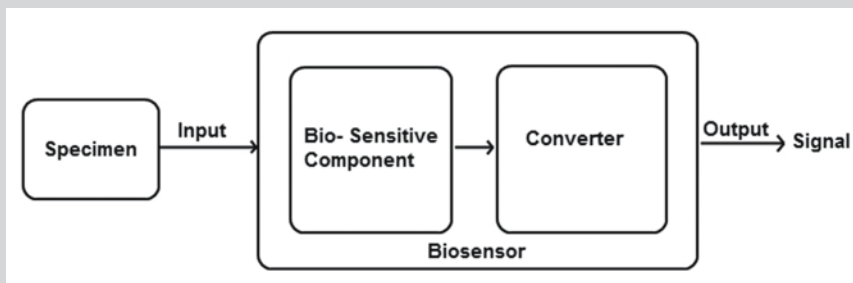 Specimen
Input
Bio- Sensitive
Component
Converter
Output
Signal
Biosensor